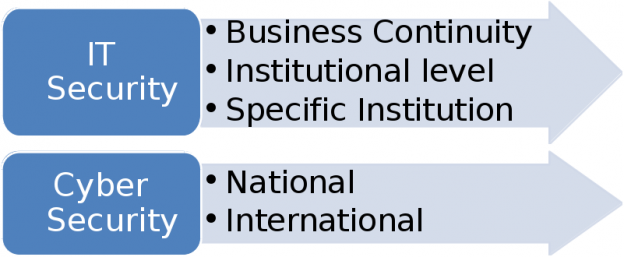 IT
Security
• Business Continuity
• Institutional level
• Specific Institution
Cyber
Security
• National
• International